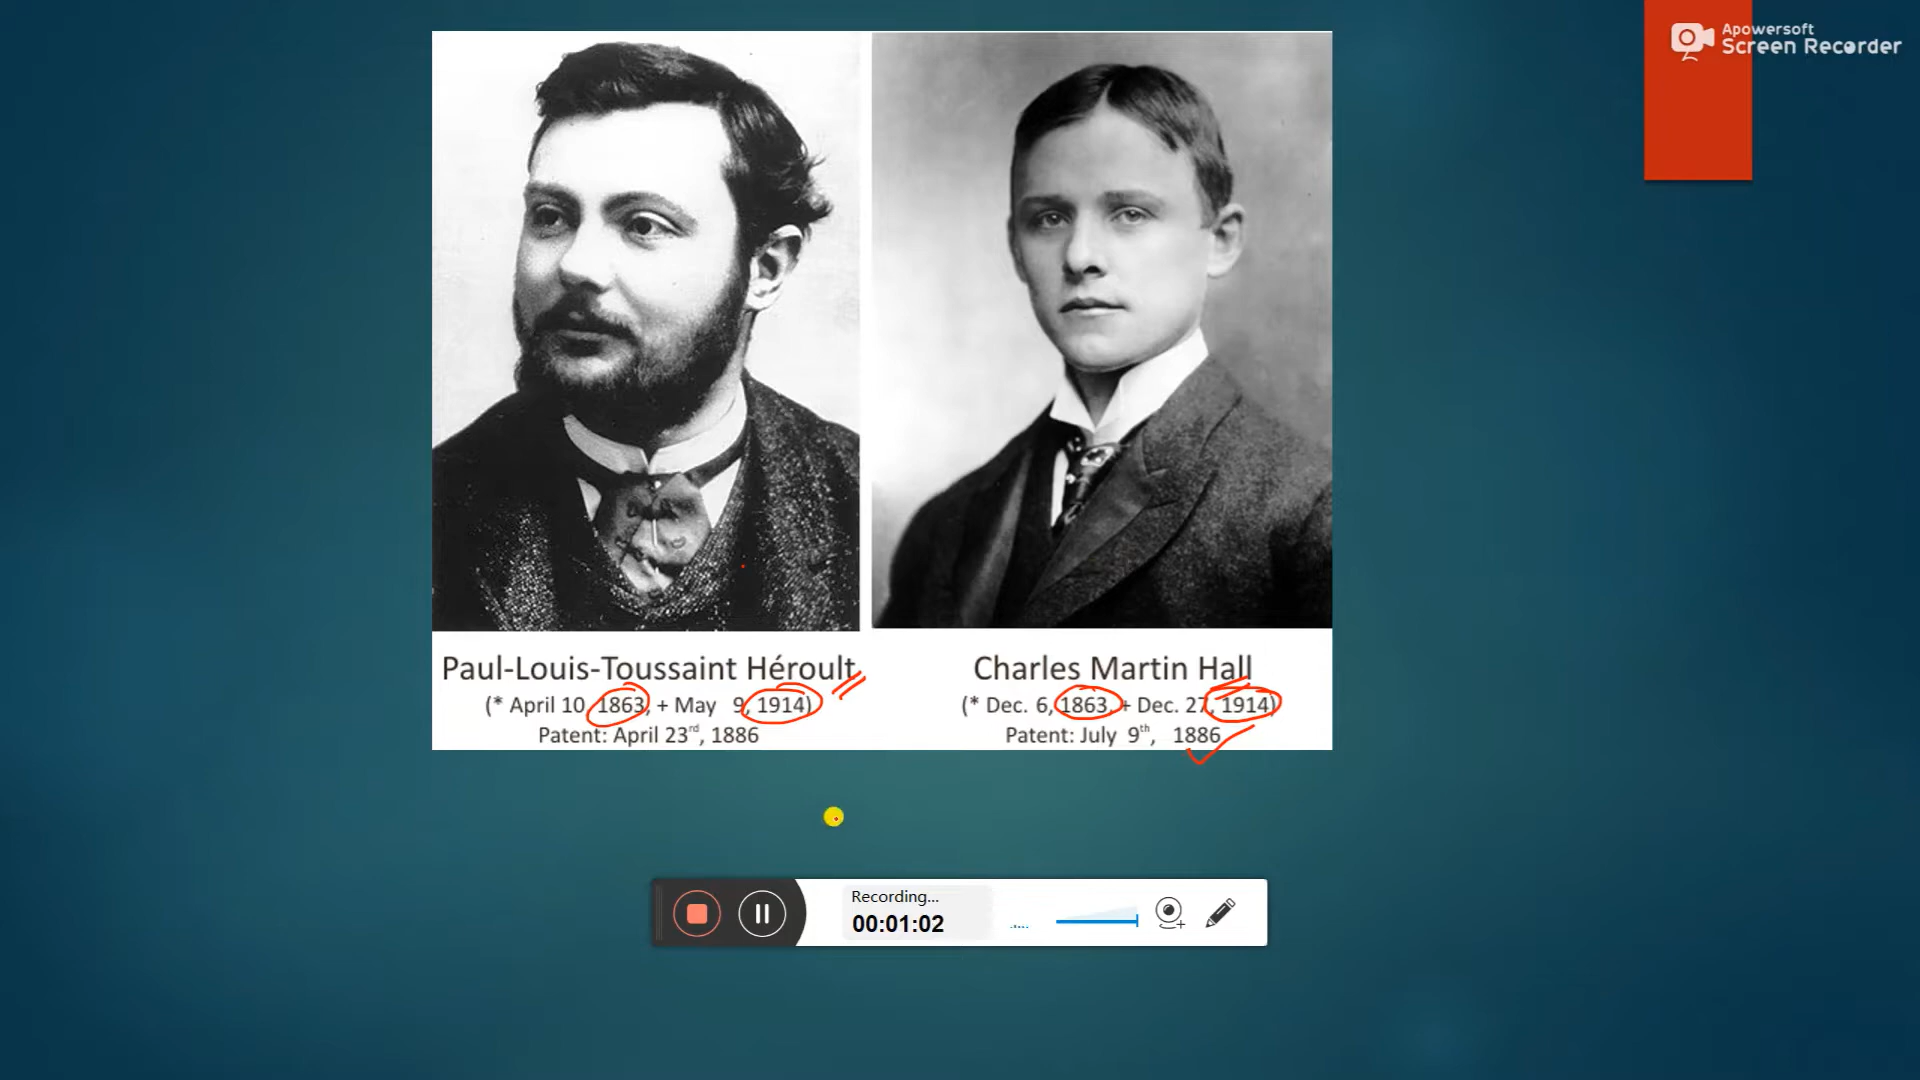 Apowersoft
Screen Recorder
Paul-Louis-Toussaint Héroult
(* April 10, 1863, + May 9, 1914)
Patent: April 23rd, 1886
Charles Martin Hall
(* Dec. 6, 1863, + Dec. 27, 1914)
Patent: July 9th, 1886
Recording...
00:01:02